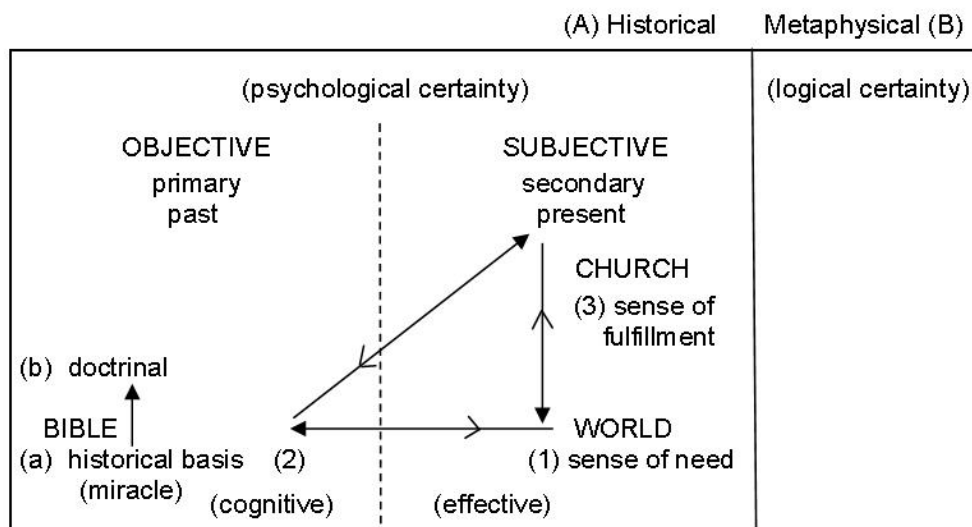 (A) Historical Metaphysical (B)
(psychological certainty) (logical certainty)
OBJECTIVE SUBJECTIVE
primary secondary
past present
CHURCH
(3) sense of
fulfillment
(b) doctrinal
BIBLE WORLD
(a) historical basis (2) (1) sense of need
(miracle)
(cognitive) (effective)